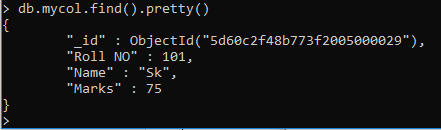 > db.mycol.find().pretty()
{
        "_id" : ObjectId("5d60c2f48b773f2005000029"),
        "Roll NO" : 101,
        "Name" : "Sk",
        "Marks" : 75
}
>